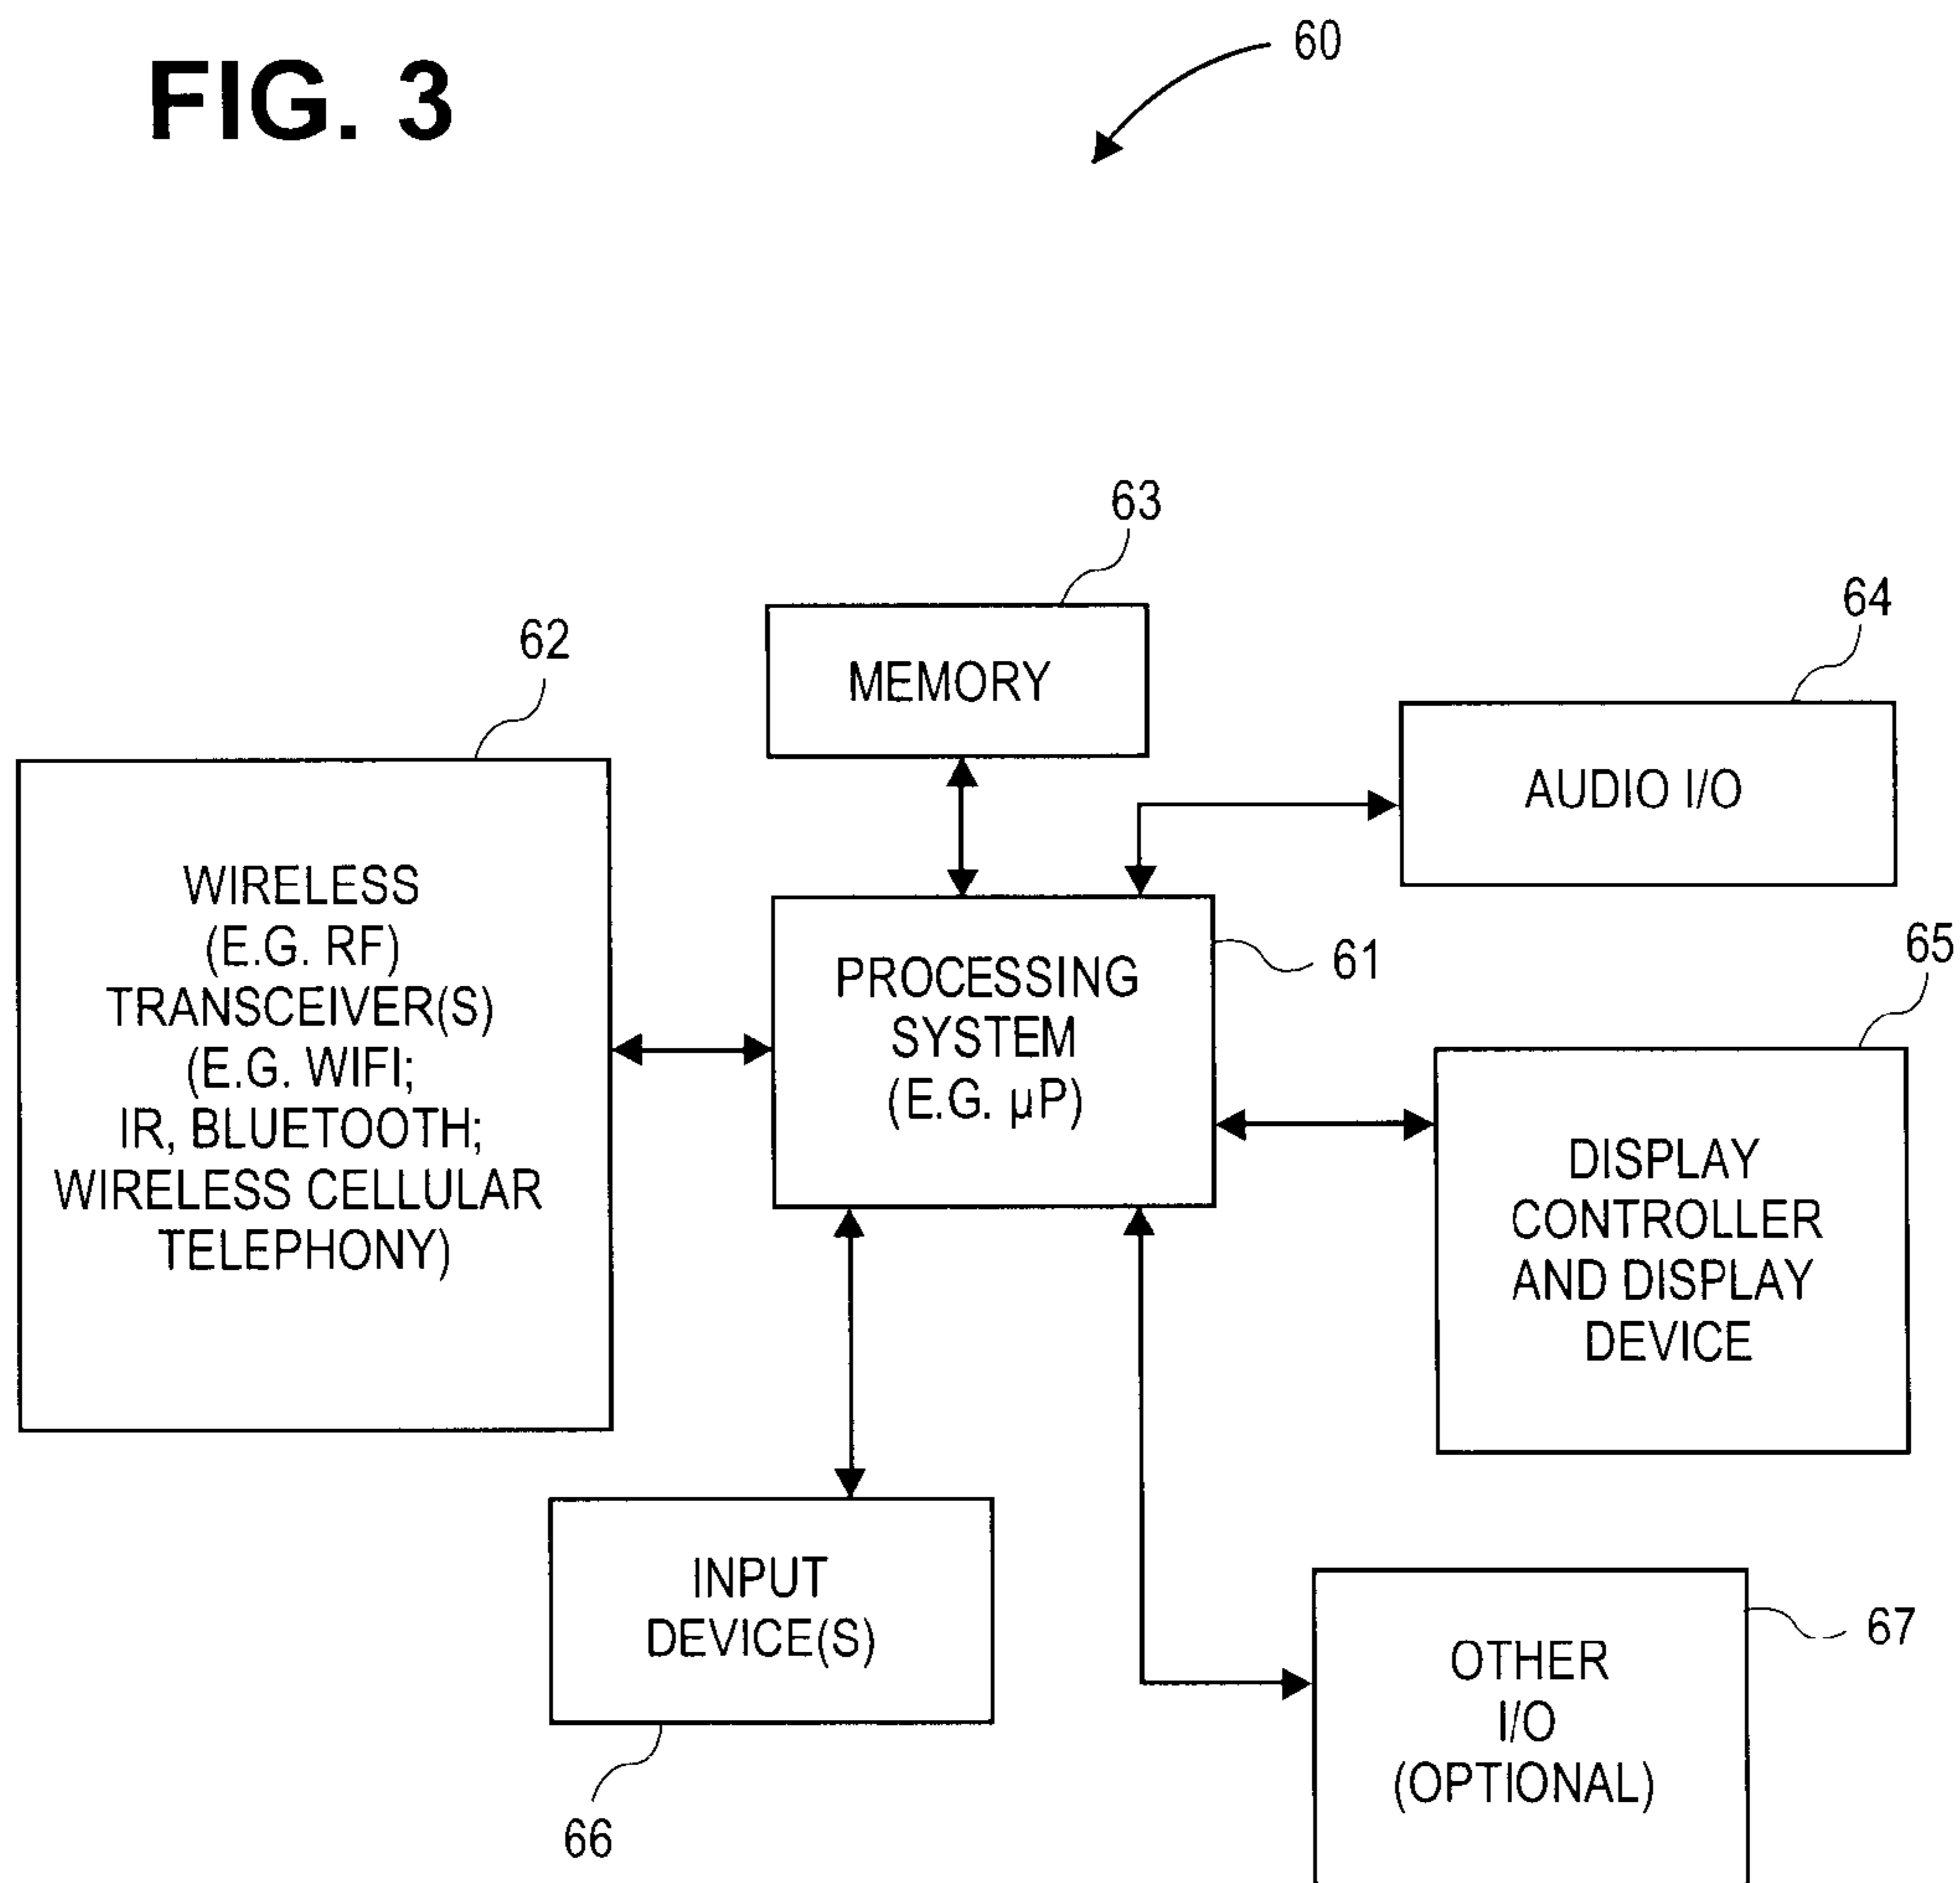 FIG. 3
60
63
MEMORY
64
AUDIO I/O
62
WIRELESS
(E.G. RF)
TRANSCEIVER(S)
(E.G. WIFI;
IR, BLUETOOTH;
WIRELESS CELLULAR
TELEPHONY)
61
PROCESSING
SYSTEM
(E.G. µP)
65
DISPLAY
CONTROLLER
AND DISPLAY
DEVICE
INPUT
DEVICE(S)
66
67
OTHER
I/O
(OPTIONAL)